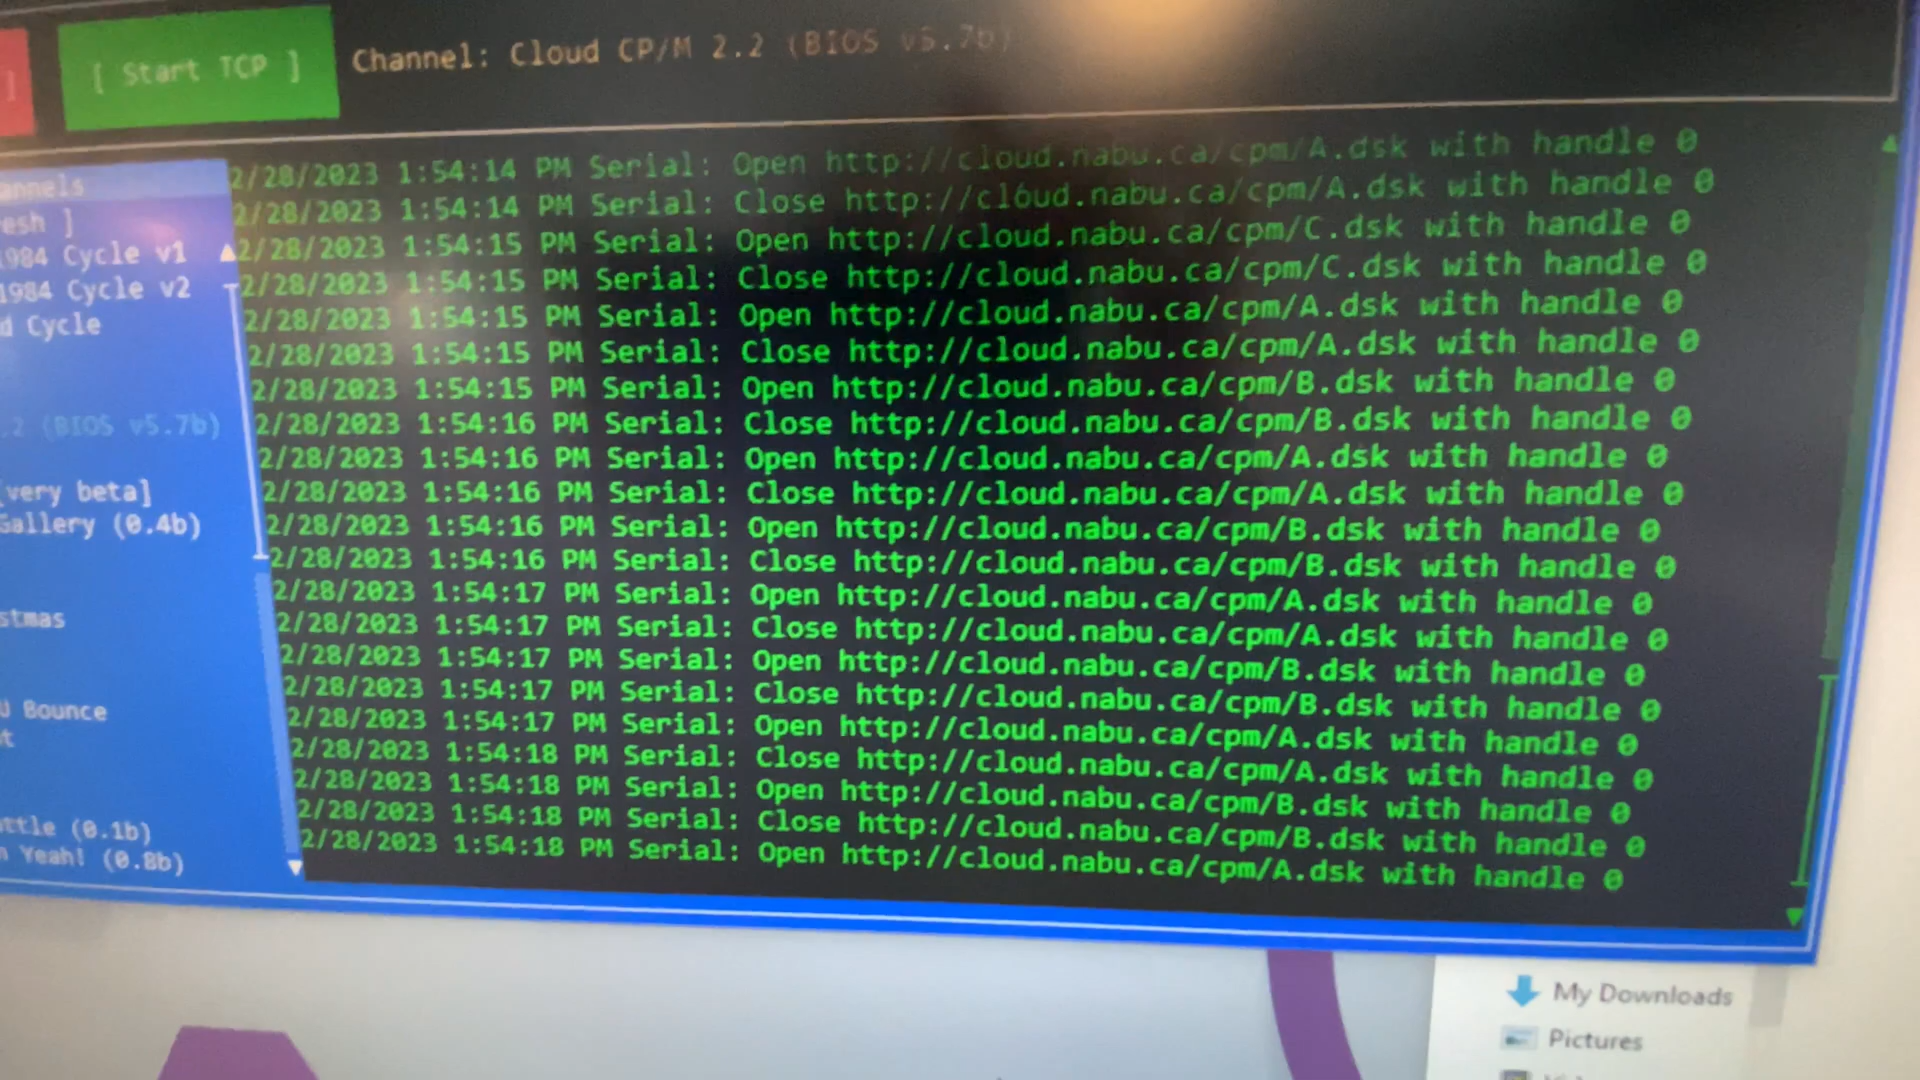 [ Start TCP ]
Channel: Cloud CP/M 2.2 (BIOS v5.7b)
annels
esh ]
1984 Cycle v1
1984 Cycle v2
d Cycle
.2 (BIOS v5.7b)
[very beta]
Gallery (0.4b)
stmas
U Bounce
ttle (0.1b)
n Yeah! (0.8b)
2/28/2023 1:54:14 PM Serial: Open http://cloud.nabu.ca/cpm/A.dsk with handle 0
2/28/2023 1:54:14 PM Serial: Close http://cloud.nabu.ca/cpm/A.dsk with handle 0
2/28/2023 1:54:15 PM Serial: Open http://cloud.nabu.ca/cpm/C.dsk with handle 0
2/28/2023 1:54:15 PM Serial: Close http://cloud.nabu.ca/cpm/C.dsk with handle 0
2/28/2023 1:54:15 PM Serial: Open http://cloud.nabu.ca/cpm/A.dsk with handle 0
2/28/2023 1:54:15 PM Serial: Close http://cloud.nabu.ca/cpm/A.dsk with handle 0
2/28/2023 1:54:15 PM Serial: Open http://cloud.nabu.ca/cpm/B.dsk with handle 0
2/28/2023 1:54:16 PM Serial: Close http://cloud.nabu.ca/cpm/B.dsk with handle 0
2/28/2023 1:54:16 PM Serial: Open http://cloud.nabu.ca/cpm/A.dsk with handle 0
2/28/2023 1:54:16 PM Serial: Close http://cloud.nabu.ca/cpm/A.dsk with handle 0
2/28/2023 1:54:16 PM Serial: Open http://cloud.nabu.ca/cpm/B.dsk with handle 0
2/28/2023 1:54:16 PM Serial: Close http://cloud.nabu.ca/cpm/B.dsk with handle 0
2/28/2023 1:54:17 PM Serial: Open http://cloud.nabu.ca/cpm/A.dsk with handle 0
2/28/2023 1:54:17 PM Serial: Close http://cloud.nabu.ca/cpm/A.dsk with handle 0
2/28/2023 1:54:17 PM Serial: Open http://cloud.nabu.ca/cpm/B.dsk with handle 0
2/28/2023 1:54:17 PM Serial: Close http://cloud.nabu.ca/cpm/B.dsk with handle 0
2/28/2023 1:54:17 PM Serial: Open http://cloud.nabu.ca/cpm/A.dsk with handle 0
2/28/2023 1:54:18 PM Serial: Close http://cloud.nabu.ca/cpm/A.dsk with handle 0
2/28/2023 1:54:18 PM Serial: Open http://cloud.nabu.ca/cpm/B.dsk with handle 0
2/28/2023 1:54:18 PM Serial: Close http://cloud.nabu.ca/cpm/B.dsk with handle 0
2/28/2023 1:54:18 PM Serial: Open http://cloud.nabu.ca/cpm/A.dsk with handle 0
My Downloads
Pictures